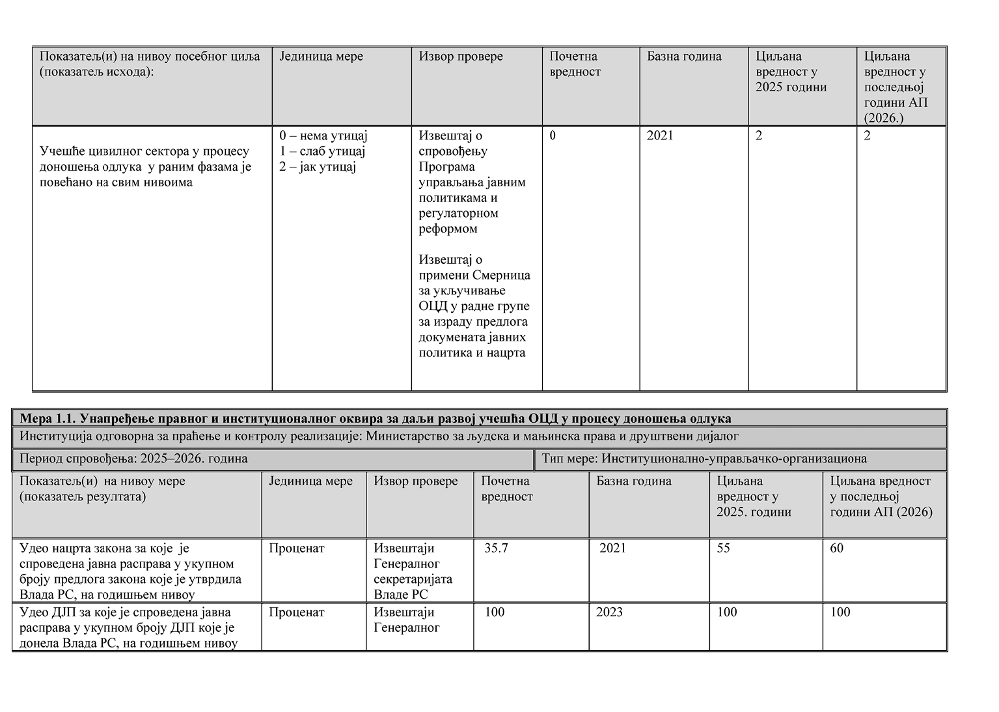 Показатељ(и) на нивоу посебног циља
(показатељ исхода):
Јединица мере
Извор провере
Почетна
вредност
Базна година
Циљана
вредност у
2025 години
Циљана
вредност у
последњој
години АП
(2026.)
Учешће цивилног сектора у процесу
доношења одлука у раним фазама је
повећано на свим нивоима
0 – нема утицај
1 – слаб утицај
2 – јак утицај
Извештај о
спровођењу
Програма
управљања јавним
политикама и
регулаторном
реформом
Извештај о
примени Смерница
за укључивање
ОЦД у радне групе
за израду предлога
докумената јавних
политика и нацрта
0
2021
2
2
Мера 1.1. Унапређење правног и институционалног оквира за даљи развој учешћа ОЦД у процесу доношења одлука
Институција одговорна за праћење и контролу реализације: Министарство за људска и мањинска права и друштвени дијалог
Период спровођења: 2025–2026. година
Тип мере: Институционално-управљачко-организациона
Показатељ(и) на нивоу мере
(показатељ резултата)
Јединица мере
Извор провере
Почетна
вредност
Базна година
Циљана
вредност у
2025. години
Циљана вредност
у последњој
години АП (2026)
Удео нацрта закона за које је
спроведена јавна расправа у укупном
броју предлога закона које је утврдила
Влада РС, на годишњем нивоу
Проценат
Извештаји
Генералног
секретаријата
Владе РС
35.7
2021
55
60
Удео ДЈП за које је спроведена јавна
расправа у укупном броју ДЈП које је
донела Влада РС, на годишњем нивоу
Проценат
Извештаји
Генералног
100
2023
100
100